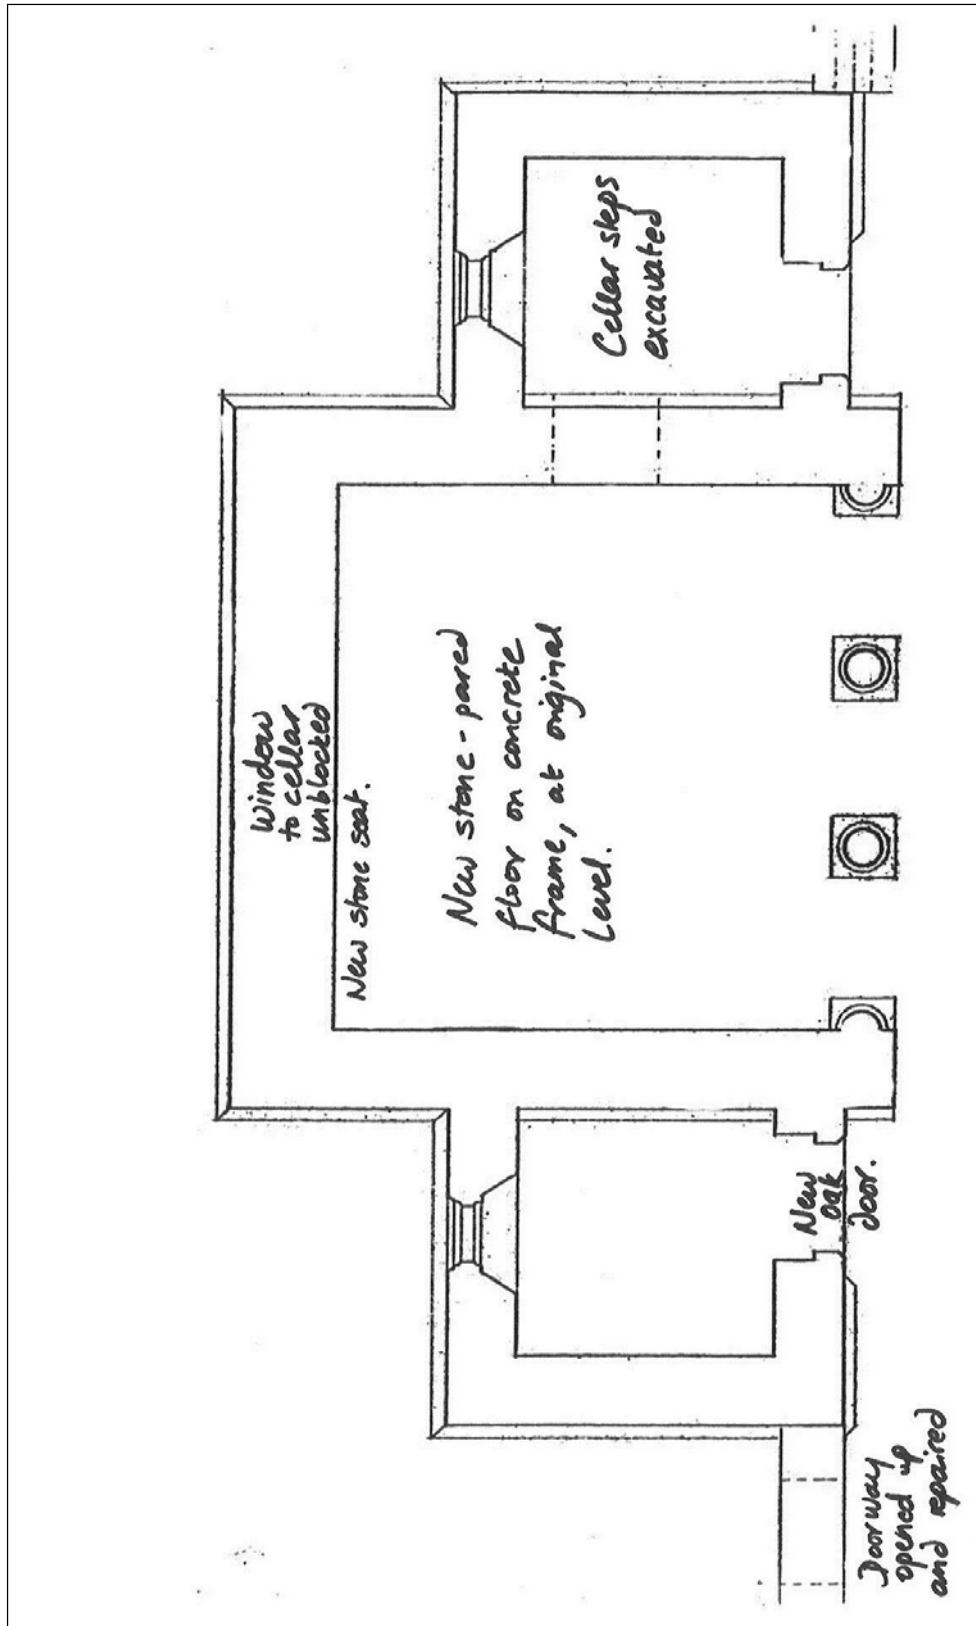 Window
to cellar
unblocked
New stone seat.
New stone-paved
floor on concrete
frame, at original
level.
Cellar steps
excavated
New
oak
door.
Doorway
opened up
and repaired